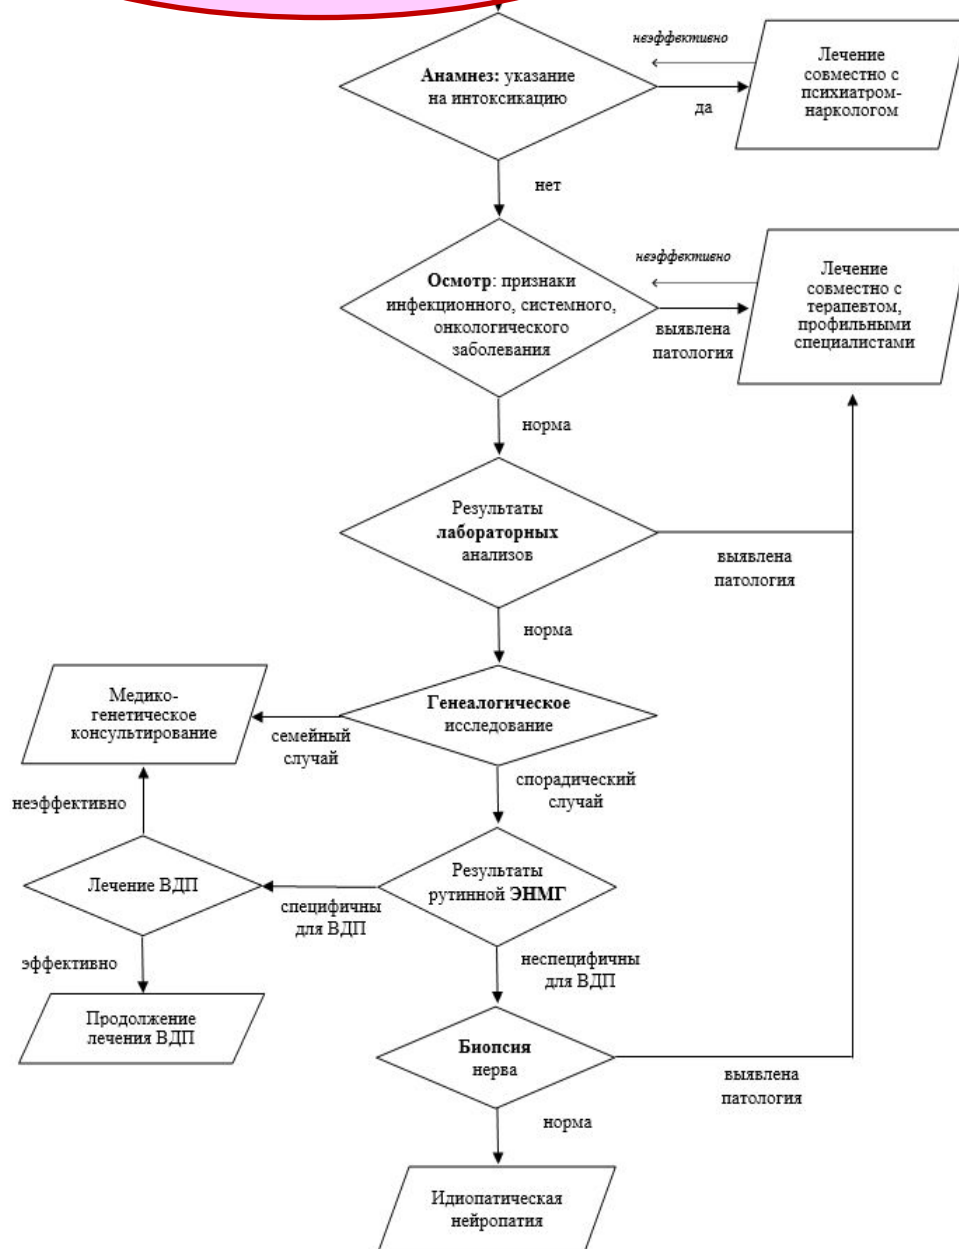 неэффективно
Лечение
совместно с
психиатром-
наркологом
Анамнез: указание
на интоксикацию
да
нет
неэффективно
Лечение
совместно с
терапевтом,
профильными
специалистами
Осмотр: признаки
инфекционного, системного,
онкологического
заболевания
выявлена
патология
норма
Результаты
лабораторных
анализов
выявлена
патология
норма
Медико-
генетическое
консультирование
Генеалогическое
исследование
семейный
случай
спорадический
случай
неэффективно
Лечение ВДП
Результаты
рутинной ЭНМГ
специфичны
для ВДП
эффективно
неспецифичны
для ВДП
Продолжение
лечения ВДП
Биопсия
нерва
выявлена
патология
норма
Идиопатическая
нейропатия